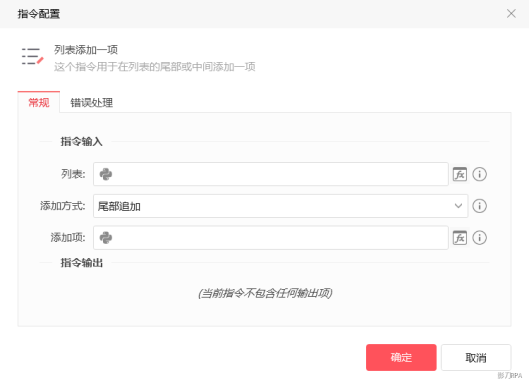 指令配置
列表添加一项
这个指令用于在列表的尾部或中间添加一项
常规 错误处理
指令输入
列表:
添加方式: 尾部追加
添加项:
指令输出
(当前指令不包含任何输出项)
确定 取消
影刀RPA